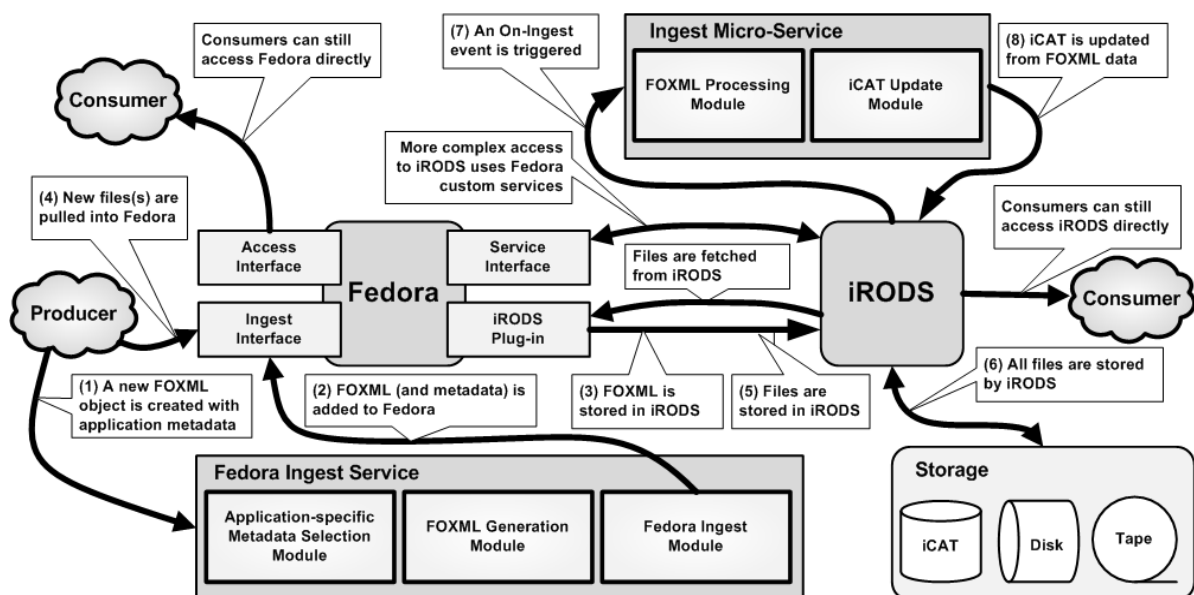 Consumers can still
access Fedora directly
(7) An On-Ingest
event is triggered
Ingest Micro-Service
FOXML Processing
Module
iCAT Update
Module
(8) iCAT is updated
from FOXML data
Consumer
More complex access
to iRODS uses Fedora
custom services
(4) New files(s) are
pulled into Fedora
Consumers can still
access iRODS directly
Access
Interface
Fedora
Service
Interface
Files are fetched
from iRODS
iRODS
Consumer
Producer
Ingest
Interface
iRODS
Plug-in
(1) A new FOXML
object is created with
application metadata
(2) FOXML (and metadata) is
added to Fedora
(3) FOXML is
stored in iRODS
(5) Files are
stored in iRODS
(6) All files are stored
by iRODS
Fedora Ingest Service
Application-specific
Metadata Selection
Module
FOXML Generation
Module
Fedora Ingest
Module
Storage
iCAT
Disk
Tape